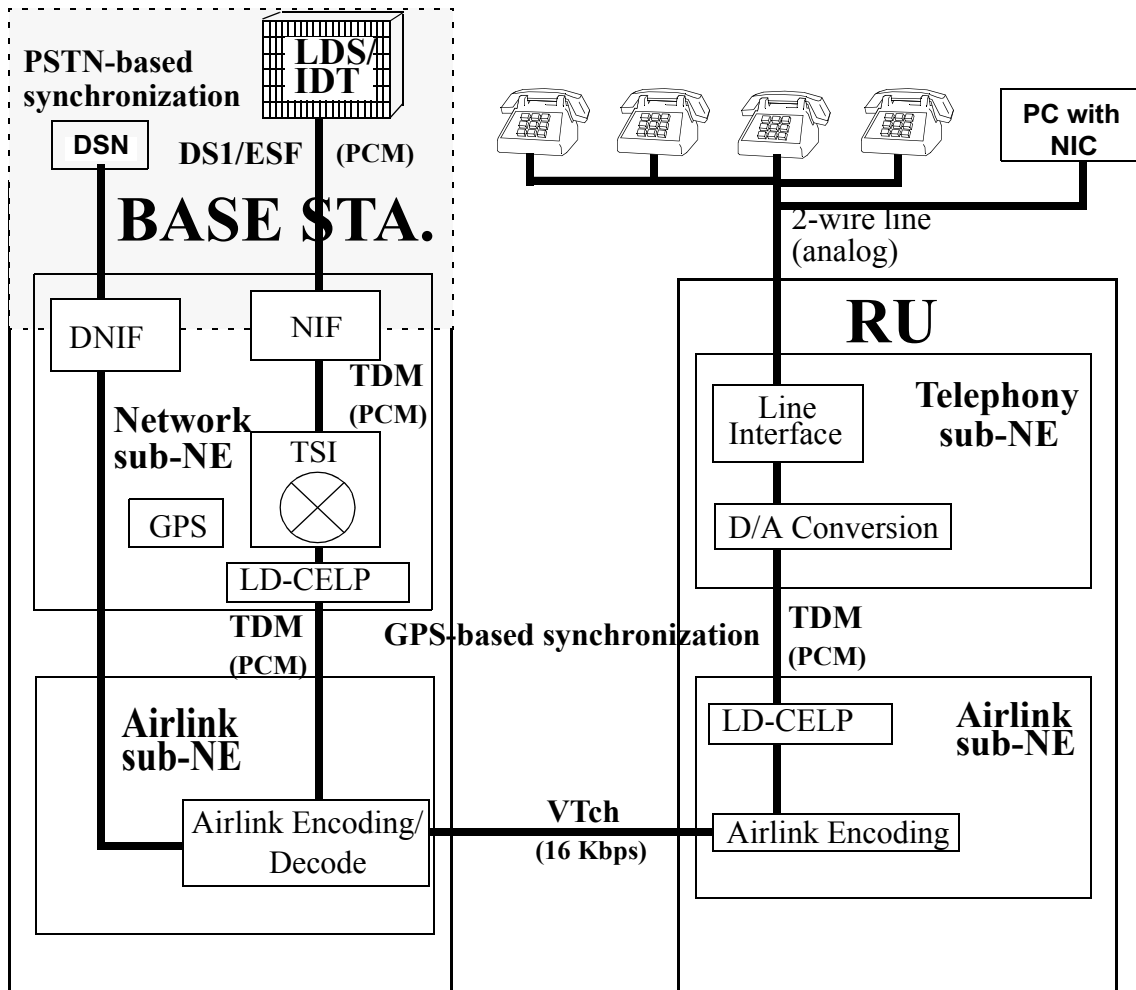 PSTN-based
synchronization
LDS/
IDT
DSN
DS1/ESF
(PCM)
BASE STA.
PC with
NIC
2-wire line
(analog)
DNIF
NIF
TDM
(PCM)
Network
sub-NE
TSI
GPS
LD-CELP
TDM
(PCM)
GPS-based synchronization
Airlink
sub-NE
Airlink Encoding/
Decode
VTch
(16 Kbps)
RU
Telephony
sub-NE
Line
Interface
D/A Conversion
TDM
(PCM)
LD-CELP
Airlink
sub-NE
Airlink Encoding